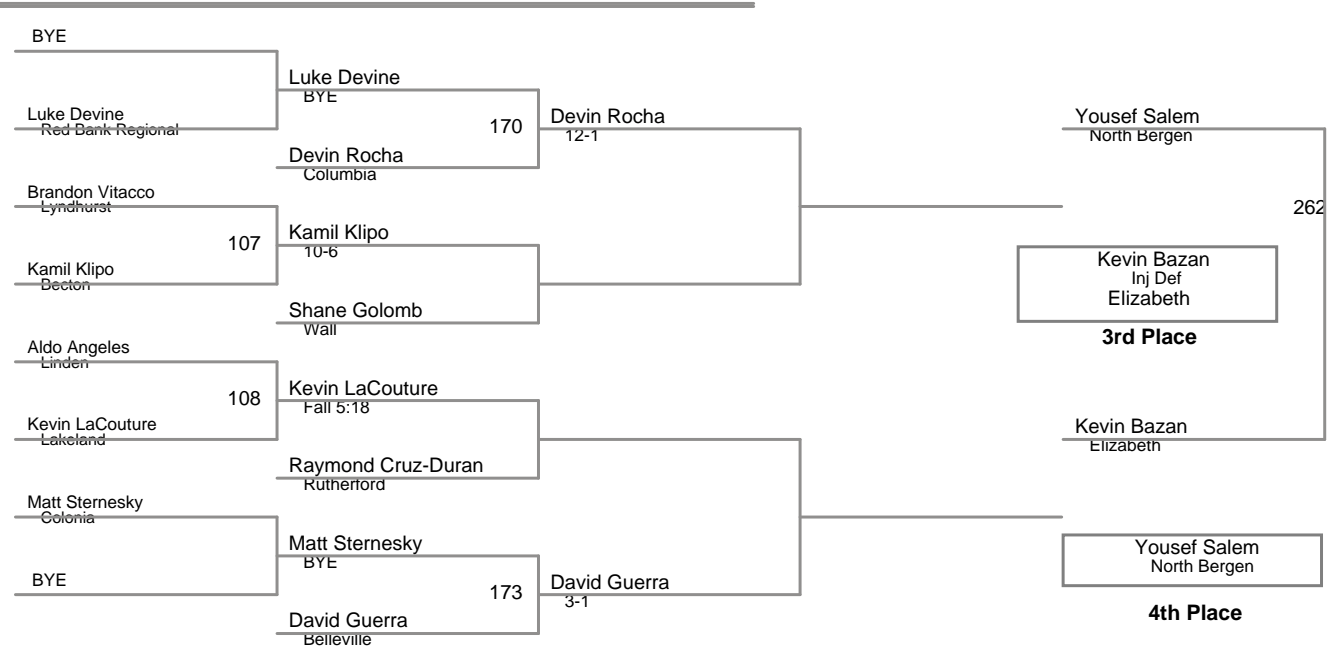 BYE
Luke Devine
Red Bank Regional
Brandon Vitacco
Lyndhurst
107
Kamil Klipo
Becton
Aldo Angeles
Linden
108
Kevin LaCouture
Lakeland
Matt Sternesky
Colonia
BYE
Luke Devine
BYE
170
Devin Rocha
Columbia
Kamil Klipo
10-6
Shane Golomb
Wall
Kevin LaCouture
Fall 5:18
Raymond Cruz-Duran
Rutherford
Matt Sternesky
BYE
173
David Guerra
Belleville
Devin Rocha
12-1
David Guerra
3-1
Yousef Salem
North Bergen
262
Kevin Bazan
Inj Def
Elizabeth
3rd Place
Kevin Bazan
Elizabeth
Yousef Salem
North Bergen
4th Place